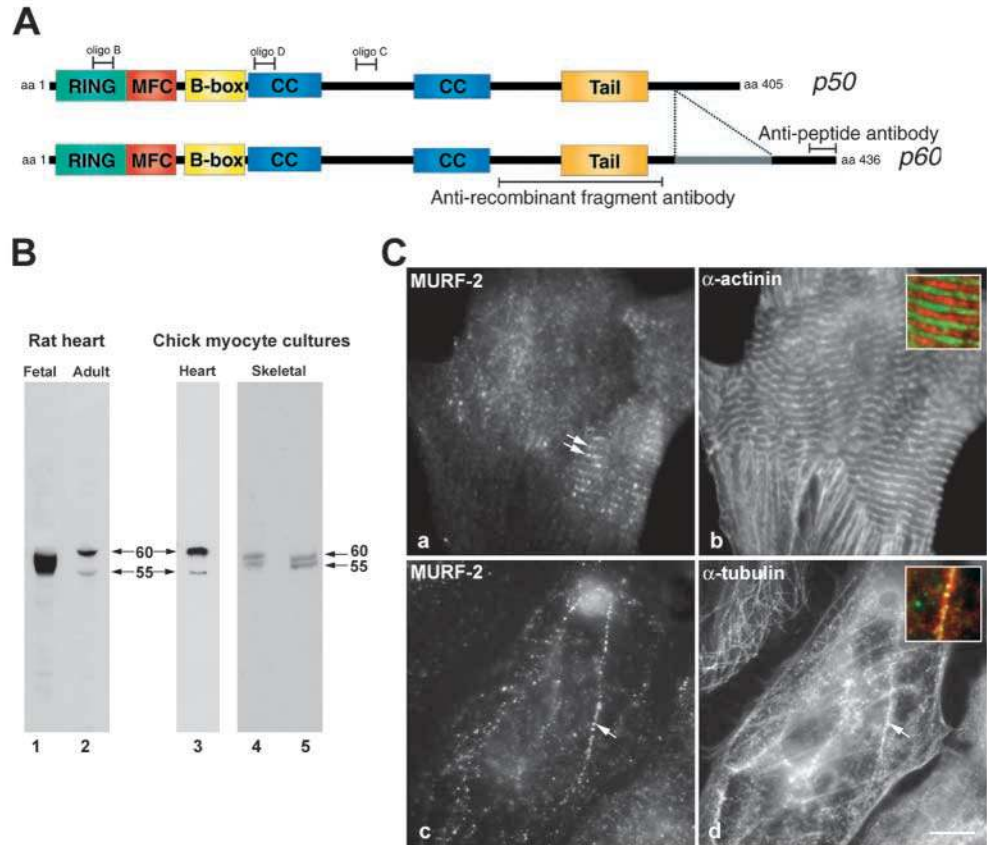 A
oligo B
oligo D
oligo C
aa 1
RING
MFC
B-box
CC
CC
Tail
aa 405
p50
Anti-peptide antibody
aa 1
RING
MFC
B-box
CC
CC
Tail
aa 436
p60
Anti-recombinant fragment antibody
B
Rat heart
Chick myocyte cultures
Fetal
Adult
Heart
Skeletal
60
55
60
55
1
2
3
4
5
C
MURF-2
α-actinin
a
b
MURF-2
α-tubulin
c
d